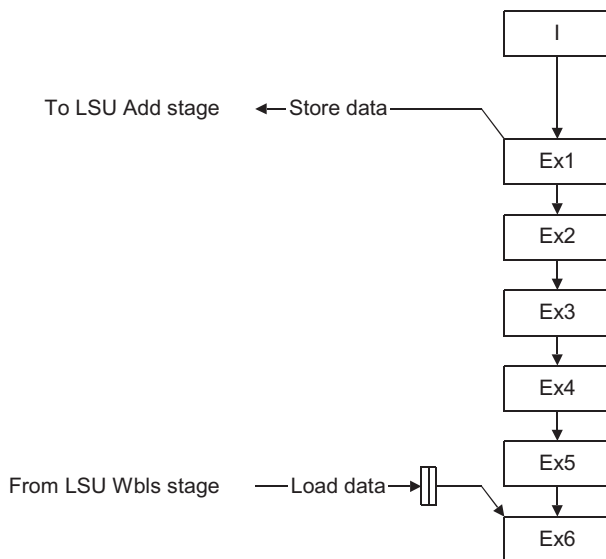 I
To LSU Add stage
Store data
Ex1
Ex2
Ex3
Ex4
Ex5
From LSU Wbls stage
Load data
Ex6